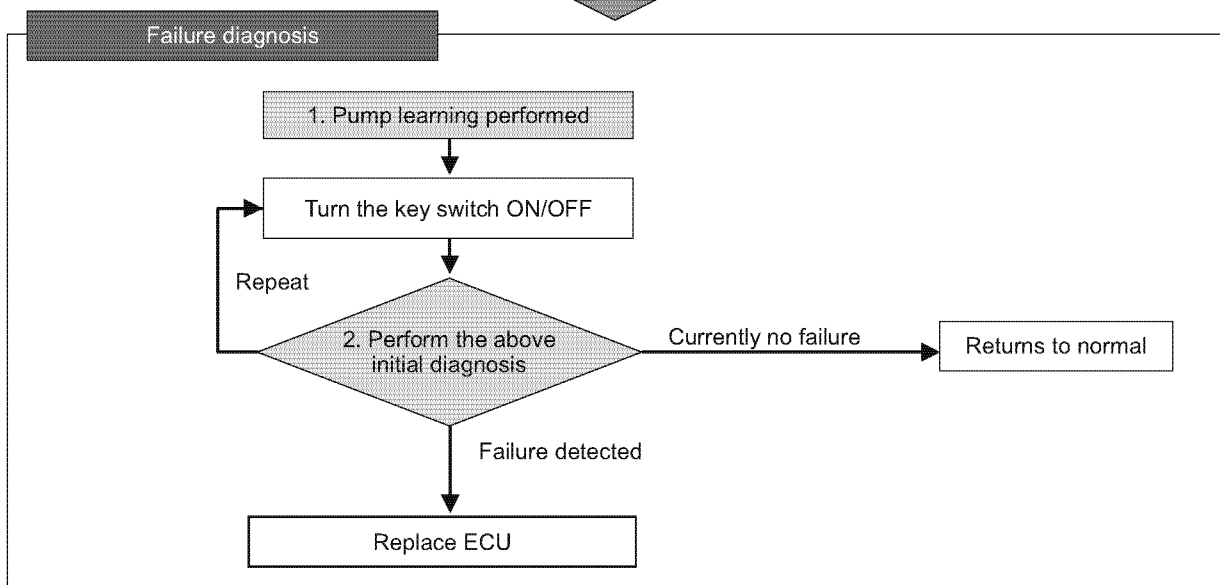 Failure diagnosis
1. Pump learning performed
Turn the key switch ON/OFF
Repeat
2. Perform the above
initial diagnosis
Currently no failure
Returns to normal
Failure detected
Replace ECU